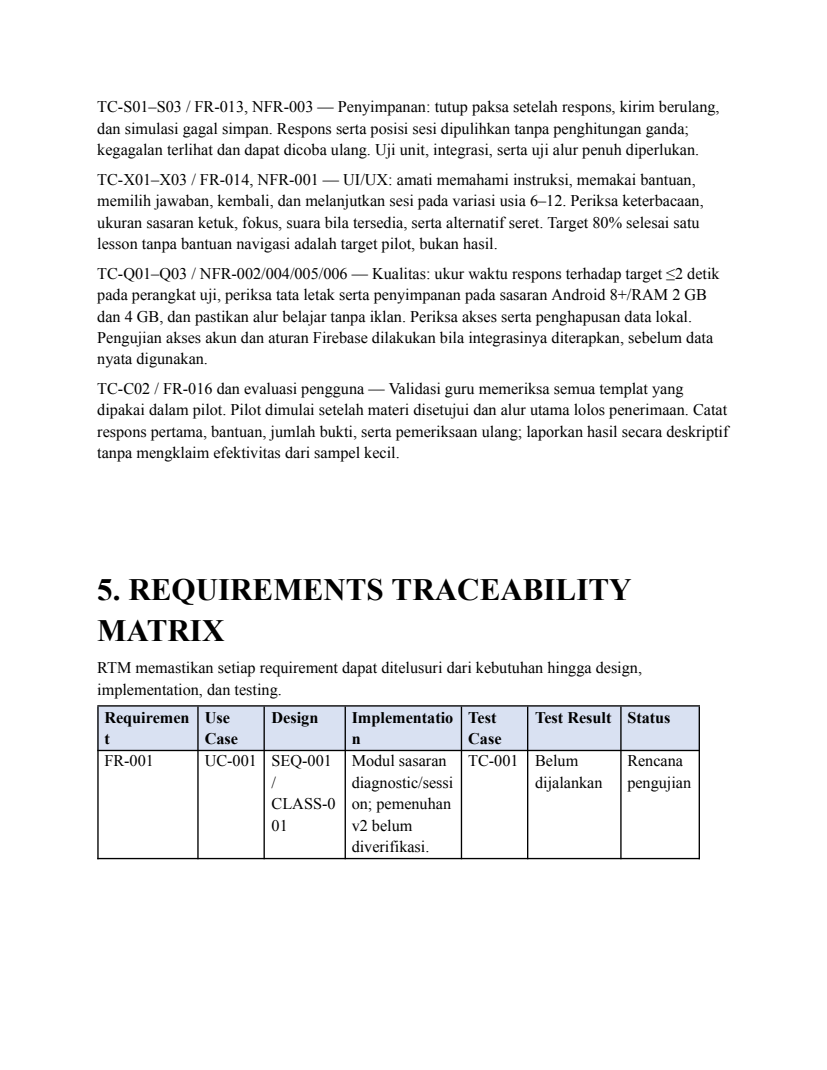 TC-S01–S03 / FR-013, NFR-003 — Penyimpanan: tutup paksa setelah respons, kirim berulang,
dan simulasi gagal simpan. Respons serta posisi sesi dipulihkan tanpa penghitungan ganda;
kegagalan terlihat dan dapat dicoba ulang. Uji unit, integrasi, serta uji alur penuh diperlukan.
TC-X01–X03 / FR-014, NFR-001 — UI/UX: amati memahami instruksi, memakai bantuan,
memilih jawaban, kembali, dan melanjutkan sesi pada variasi usia 6–12. Periksa keterbacaan,
ukuran sasaran ketuk, fokus, suara bila tersedia, serta alternatif seret. Target 80% selesai satu
lesson tanpa bantuan navigasi adalah target pilot, bukan hasil.
TC-Q01–Q03 / NFR-002/004/005/006 — Kualitas: ukur waktu respons terhadap target ≤2 detik
pada perangkat uji, periksa tata letak serta penyimpanan pada sasaran Android 8+/RAM 2 GB
dan 4 GB, dan pastikan alur belajar tanpa iklan. Periksa akses serta penghapusan data lokal.
Pengujian akses akun dan aturan Firebase dilakukan bila integrasinya diterapkan, sebelum data
nyata digunakan.
TC-C02 / FR-016 dan evaluasi pengguna — Validasi guru memeriksa semua templat yang
dipakai dalam pilot. Pilot dimulai setelah materi disetujui dan alur utama lolos penerimaan. Catat
respons pertama, bantuan, jumlah bukti, serta pemeriksaan ulang; laporkan hasil secara deskriptif
tanpa mengklaim efektivitas dari sampel kecil.
5. REQUIREMENTS TRACEABILITY
MATRIX
RTM memastikan setiap requirement dapat ditelusuri dari kebutuhan hingga design,
implementation, dan testing.
Requiremen
t
Use
Case
Design
Implementatio
n
Test
Case
Test Result
Status
FR-001
UC-001
SEQ-001
/
CLASS-0
01
Modul sasaran
diagnostic/sessi
on; pemenuhan
v2 belum
diverifikasi.
TC-001
Belum
dijalankan
Rencana
pengujian